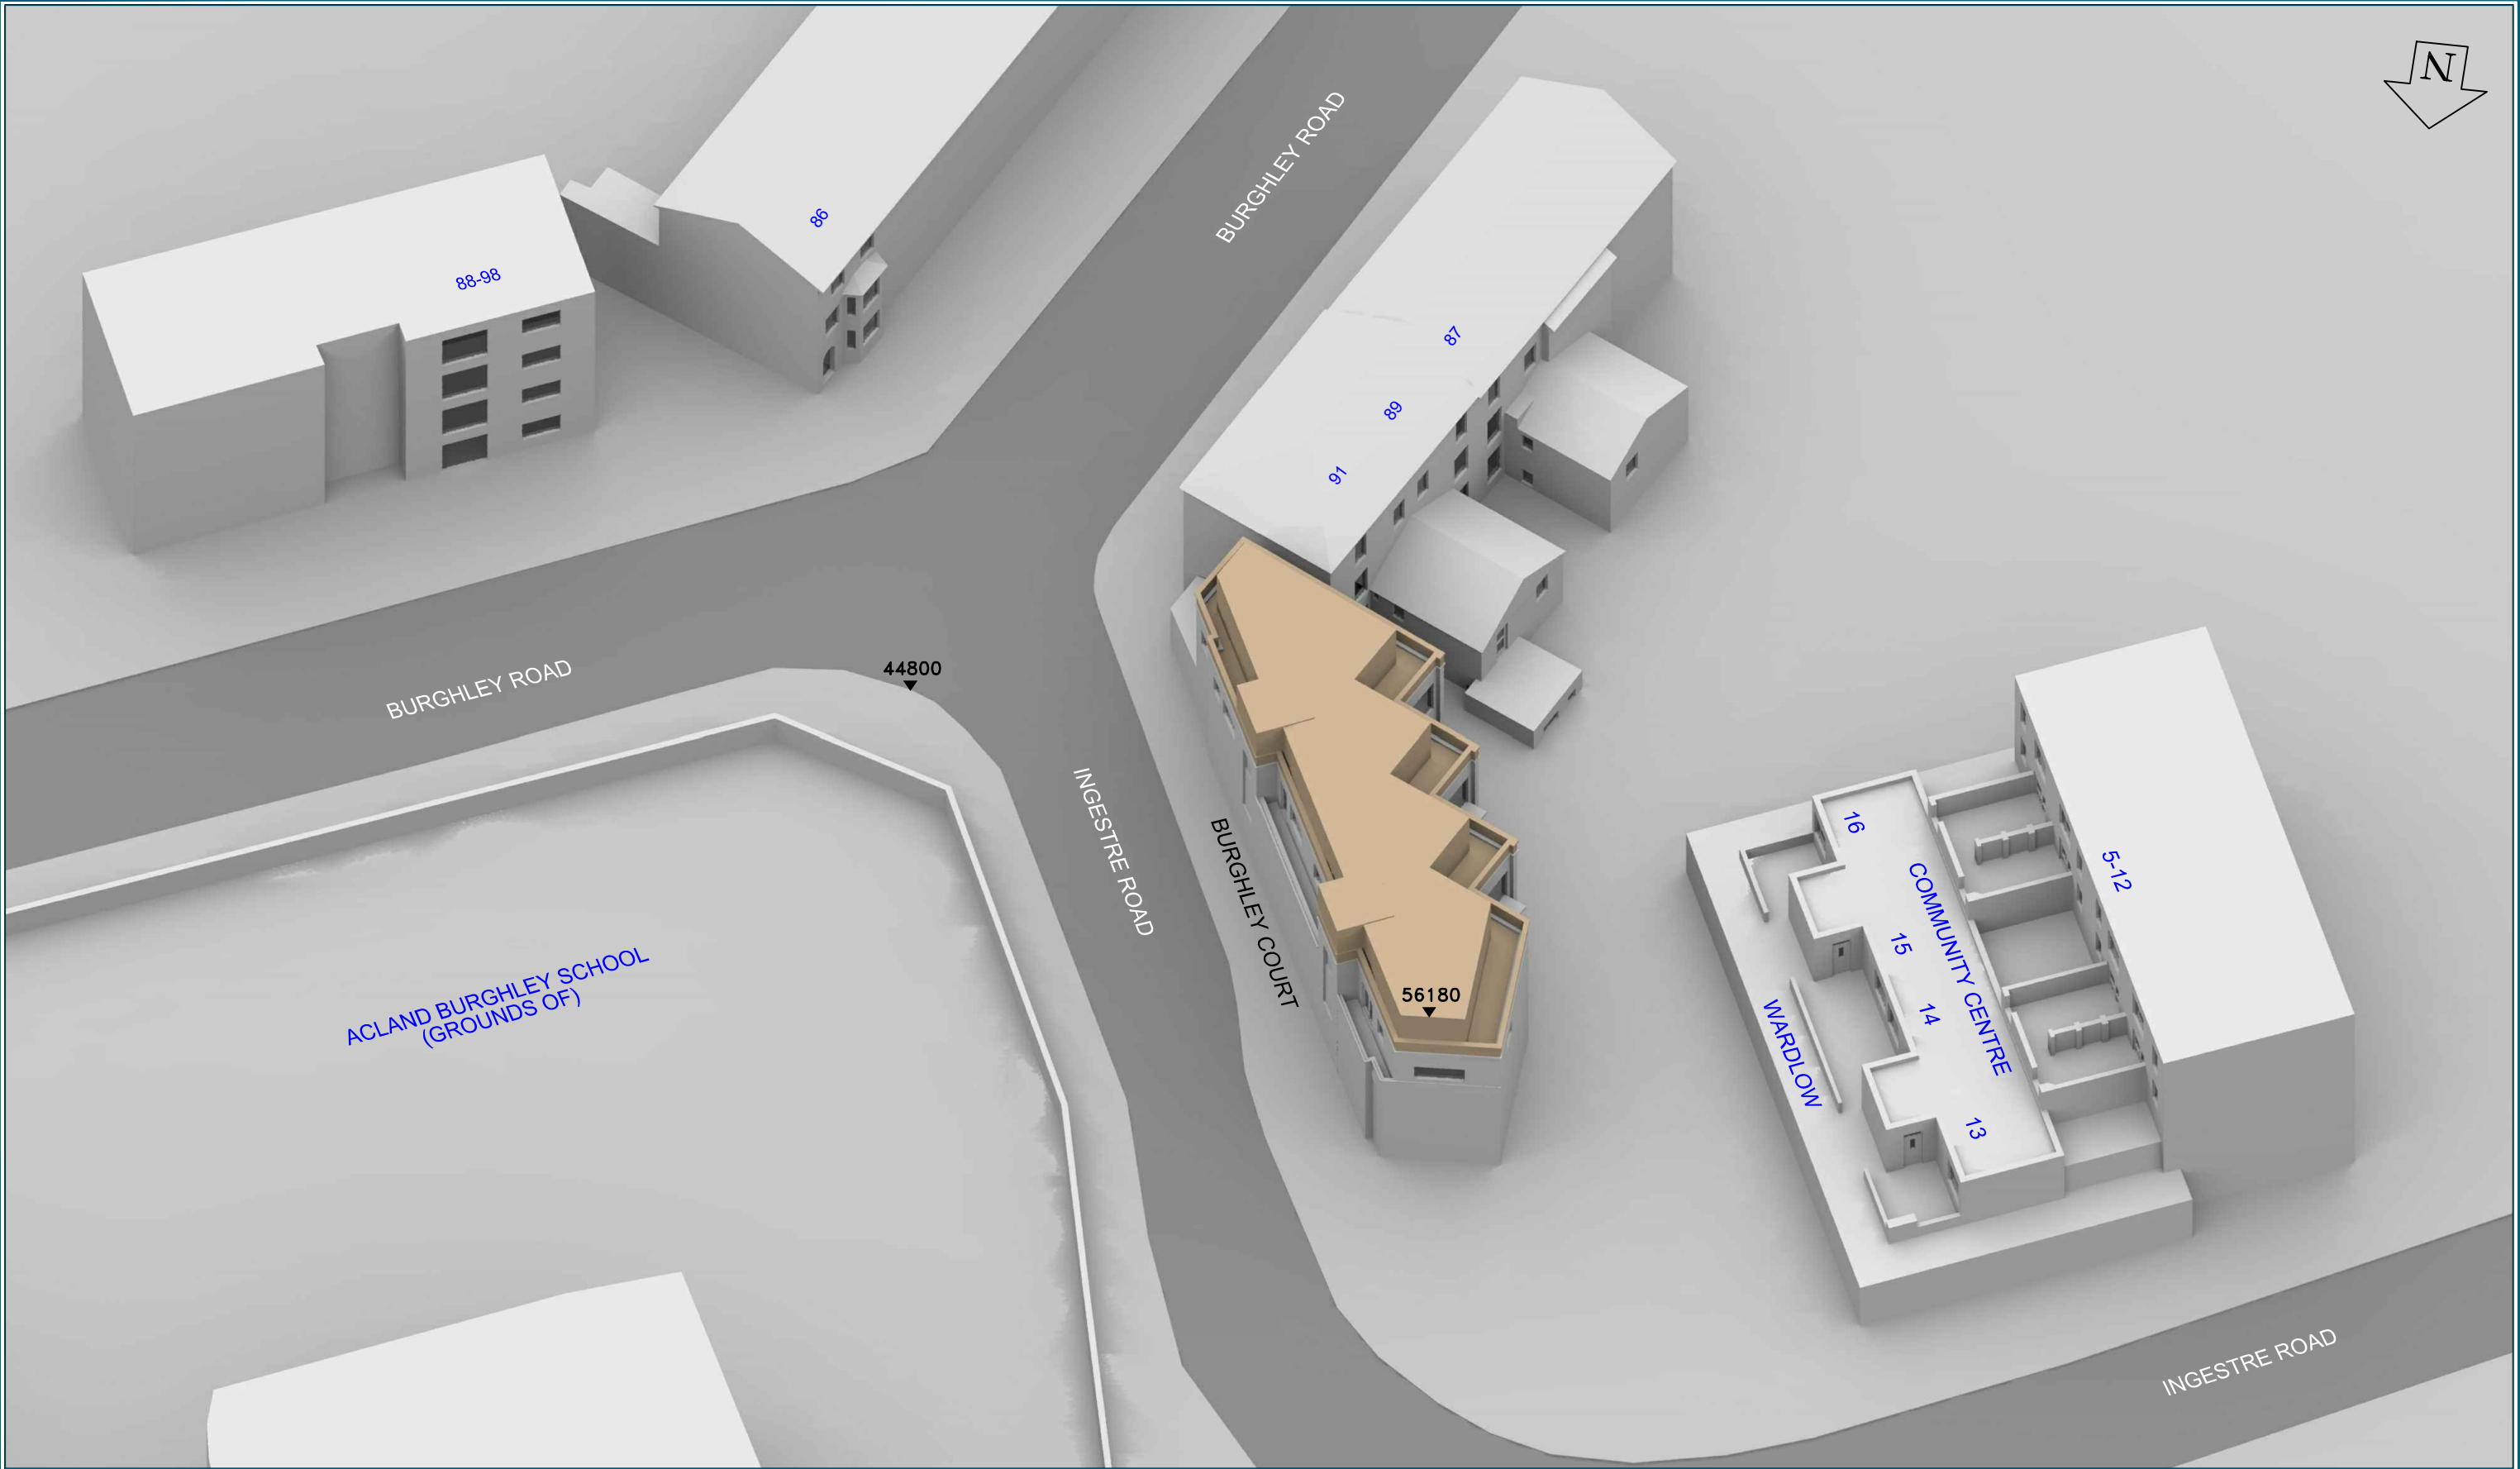 N
BURGHLEY ROAD
86
88-98
87
89
91
44800
BURGHLEY ROAD
INGESTRE ROAD
BURGHLEY COURT
16
5-12
COMMUNITY CENTRE
15
14
13
WARDLOW
56180
ACLAND BURGHLEY SCHOOL
(GROUNDS OF)
INGESTRE ROAD